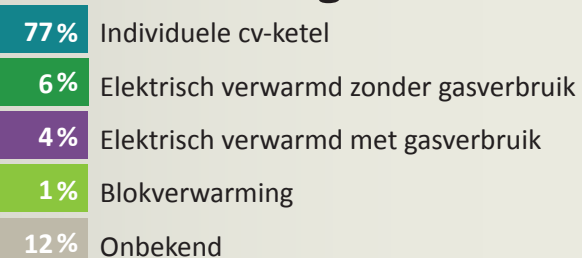 77% Individuele cv-ketel
6% Elektrisch verwarmd zonder gasverbruik
4% Elektrisch verwarmd met gasverbruik
1% Blokverwarming
12% Onbekend